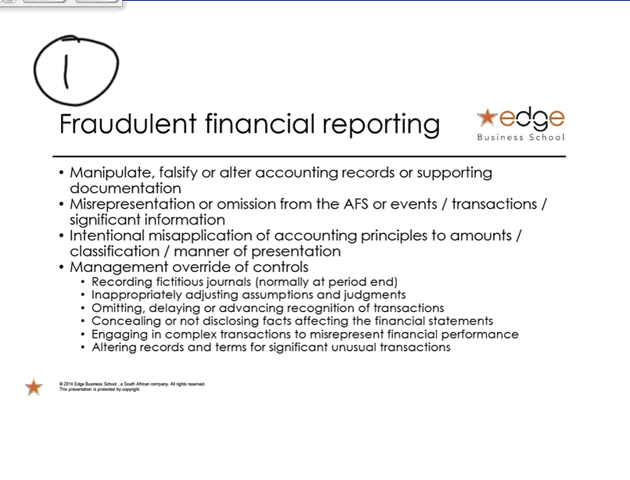 1
Fraudulent financial reporting
edge
Business School
• Manipulate, falsify or alter accounting records or supporting
documentation
• Misrepresentation or omission from the AFS or events / transactions /
significant information
• Intentional misapplication of accounting principles to amounts /
classification / manner of presentation
• Management override of controls
• Recording fictitious journals (normally at period end)
• Inappropriately adjusting assumptions and judgments
• Omitting, delaying or advancing recognition of transactions
• Concealing or not disclosing facts affecting the financial statements
• Engaging in complex transactions to misrepresent financial performance
• Altering records and terms for significant unusual transactions
© 2014 Edge Business School , a South African company. All rights reserved.
This presentation is protected by copyright.